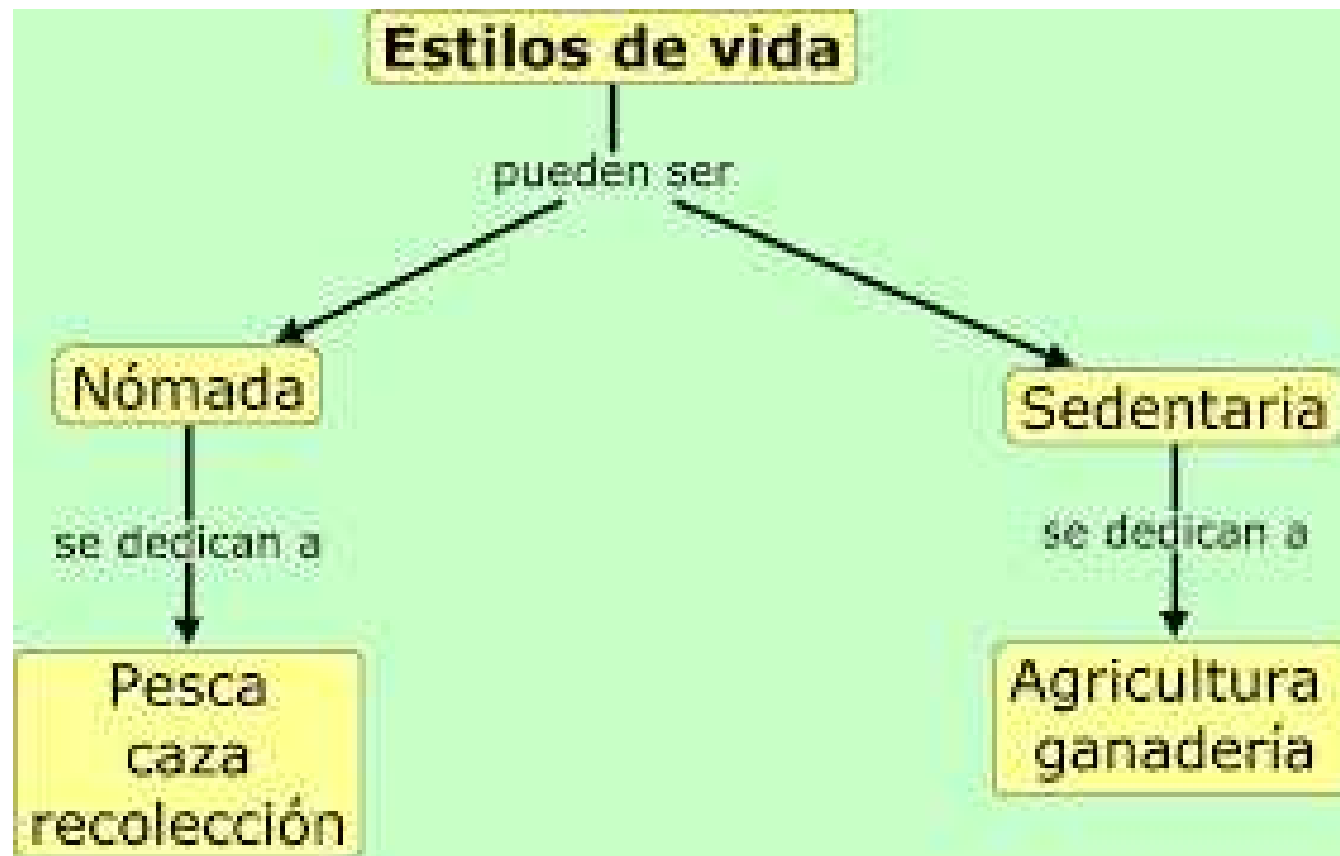 Estilos de vida
pueden ser
Nómada
Sedentaria
se dedican a
se dedican a
Pesca
caza
recolección
Agricultura
ganadería